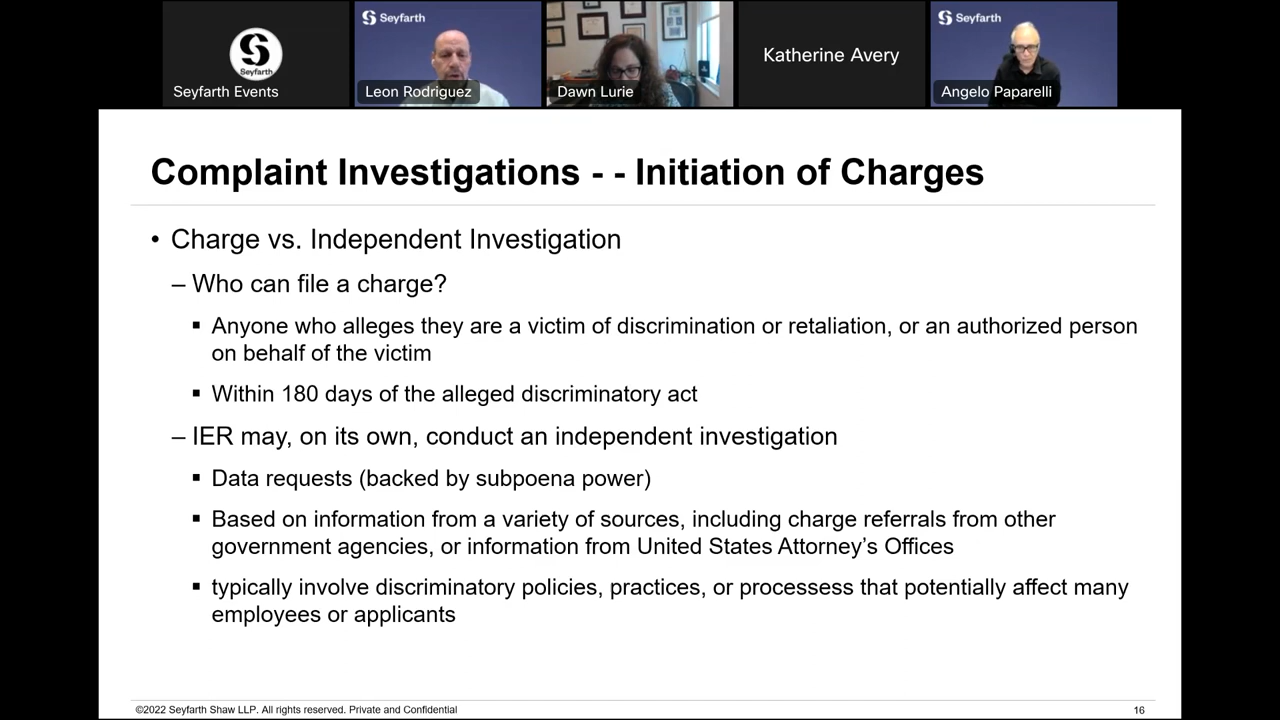 Seyfarth
Seyfarth Events
Seyfarth
Leon Rodriguez
Dawn Lurie
Katherine Avery
Seyfarth
Angelo Paparelli
Complaint Investigations - - Initiation of Charges
• Charge vs. Independent Investigation
– Who can file a charge?
▪ Anyone who alleges they are a victim of discrimination or retaliation, or an authorized person
on behalf of the victim
▪ Within 180 days of the alleged discriminatory act
– IER may, on its own, conduct an independent investigation
▪ Data requests (backed by subpoena power)
▪ Based on information from a variety of sources, including charge referrals from other
government agencies, or information from United States Attorney’s Offices
▪ typically involve discriminatory policies, practices, or processess that potentially affect many
employees or applicants
©2022 Seyfarth Shaw LLP. All rights reserved. Private and Confidential
16